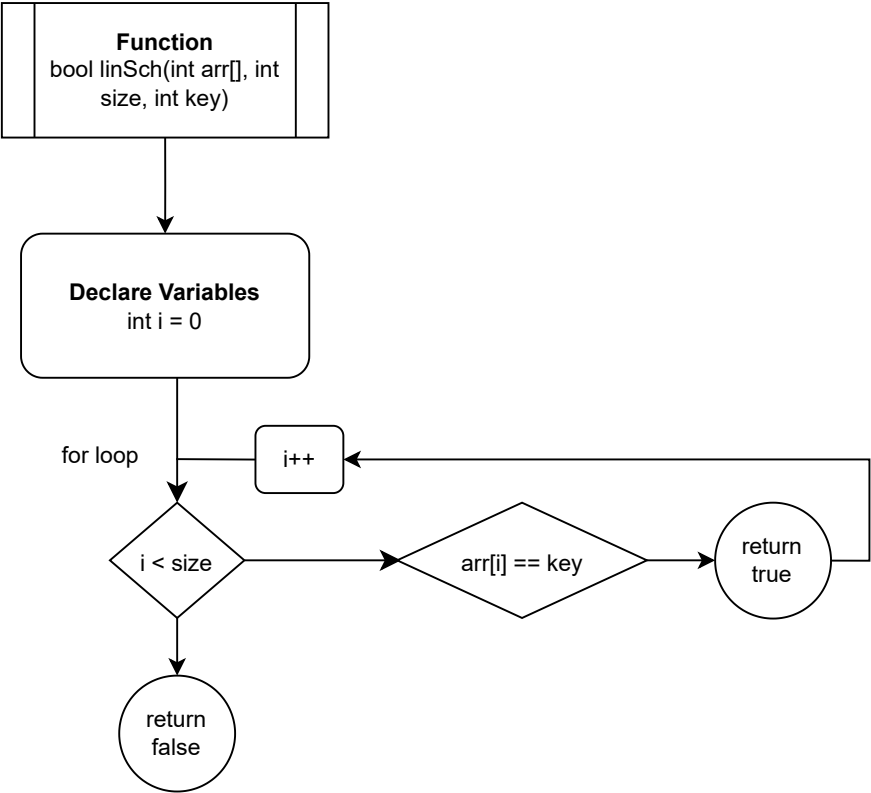 Function
bool linSch(int arr[], int
size, int key)
Declare Variables
int i = 0
for loop
i++
i < size
arr[i] == key
return
true
return
false